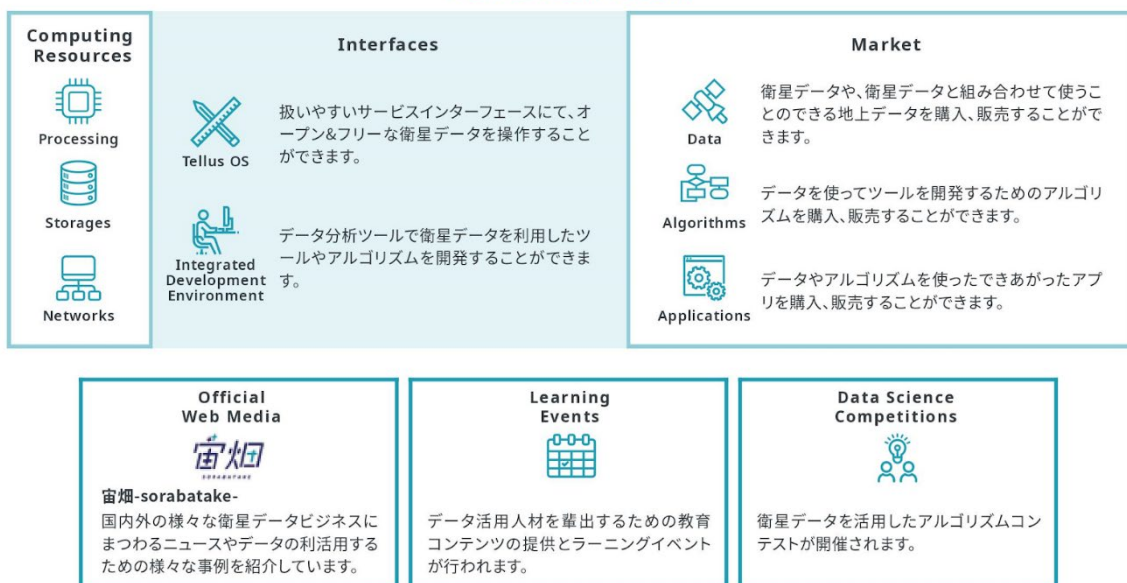 Computing
Resources
Processing
Storages
Networks
Interfaces
Tellus OS
扱いやすいサービスインターフェースにて、オ
ープン&フリーな衛星データを操作すること
ができます。
Integrated
Development
Environment
データ分析ツールで衛星データを利用したツ
ールやアルゴリズムを開発することができま
す。
Market
Data
衛星データや、衛星データと組み合わせて使うこ
とのできる地上データを購入、販売することがで
きます。
Algorithms
データを使ってツールを開発するためのアルゴリ
ズムを購入、販売することができます。
Applications
データやアルゴリズムを使ったできあがったアプ
リを購入、販売することができます。
Official
Web Media
宙畑
SORABATAKE
宙畑-sorabatake-
国内外の様々な衛星データビジネスに
まつわるニュースやデータの利活用する
ための様々な事例を紹介しています。
Learning
Events
データ活用人材を輩出するための教育
コンテンツの提供とラーニングイベント
が行われます。
Data Science
Competitions
衛星データを活用したアルゴリズムコン
テストが開催されます。